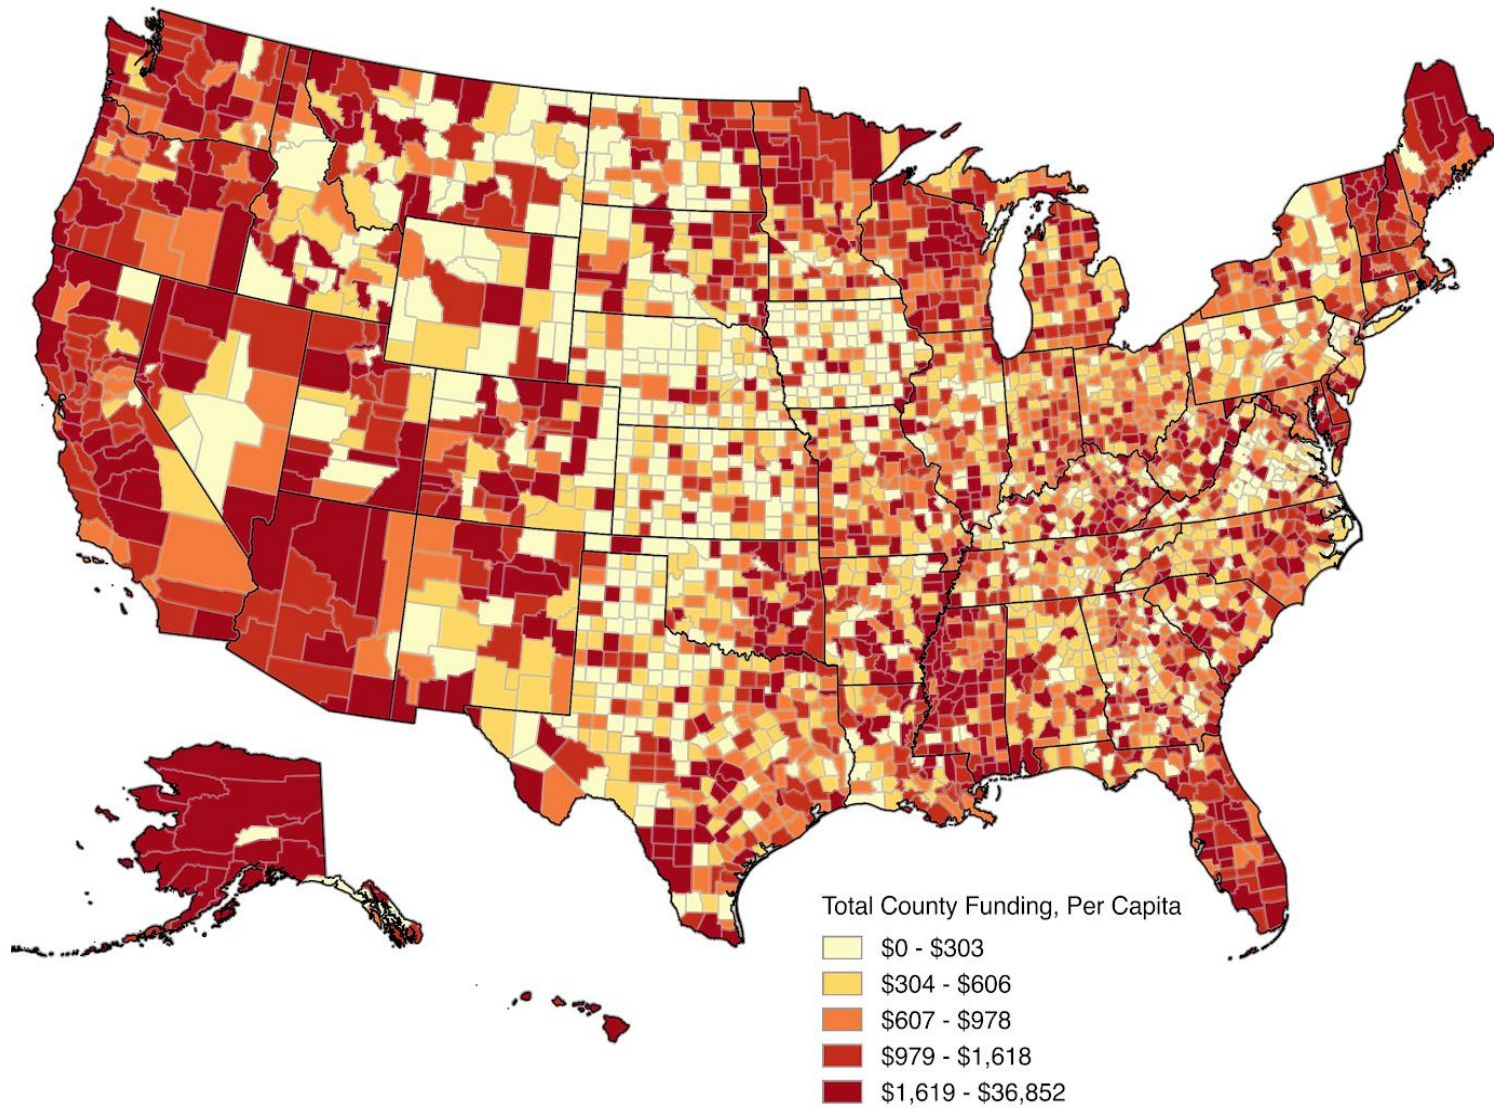 Total County Funding, Per Capita
$0 - $303
$304 - $606
$607 - $978
$979 - $1,618
$1,619 - $36,852